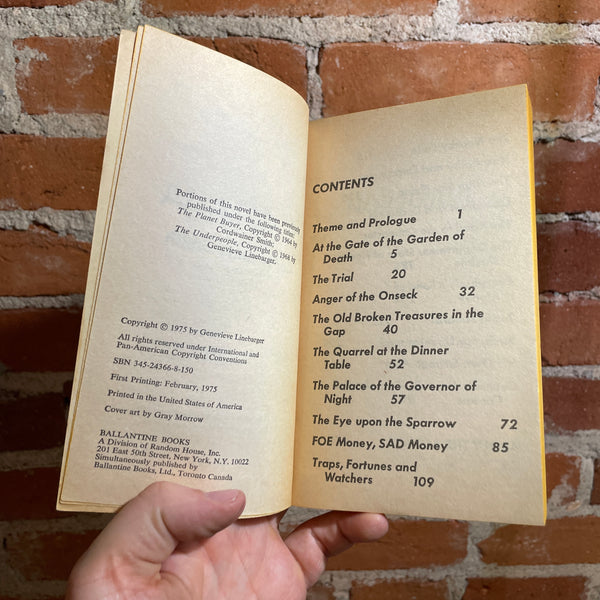 Portions of this novel have been previously
published under the following titles:
The Planet Buyer, Copyright © 1964 by
Cordwainer Smith;
The Underpeople, Copyright © 1968 by
Genevieve Linebarger.
Copyright © 1975 by Genevieve Linebarger
All rights reserved under International and
Pan-American Copyright Conventions
SBN 345-24366-8-150
First Printing: February, 1975
Printed in the United States of America
Cover art by Gray Morrow
BALLANTINE BOOKS
A Division of Random House, Inc.
201 East 50th Street, New York, N.Y. 10022
Simultaneously published by
Ballantine Books, Ltd., Toronto Canada
CONTENTS
Theme and Prologue 1
At the Gate of the Garden of
Death 5
The Trial 20
Anger of the Onseck 32
The Old Broken Treasures in the
Gap 40
The Quarrel at the Dinner
Table 52
The Palace of the Governor of
Night 57
The Eye upon the Sparrow 72
FOE Money, SAD Money 85
Traps, Fortunes and
Watchers 109